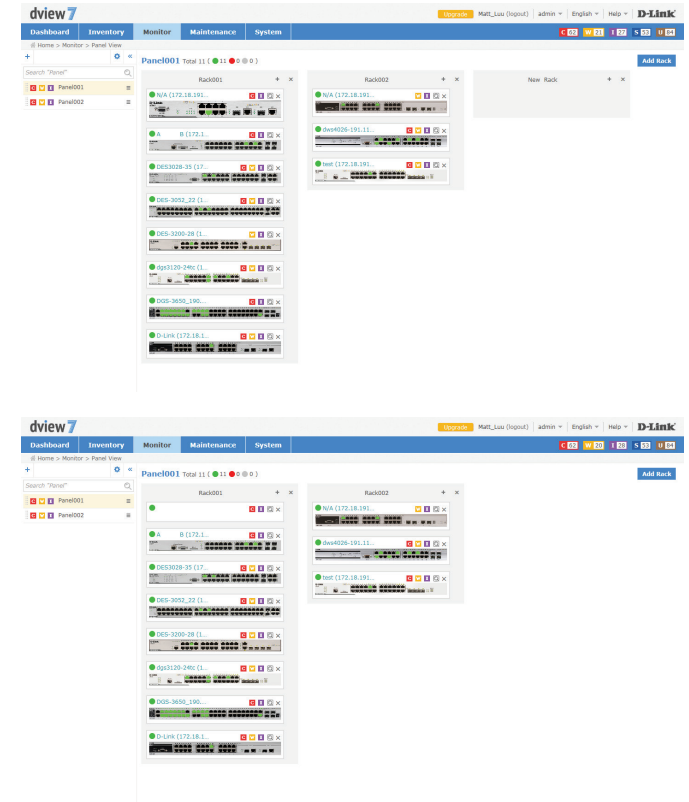 dview 7
Upgrade Matt_Luu (logout) admin English Help D-Link
Dashboard Inventory Monitor Maintenance System
C 62 W 21 I 27 S 33 U 84
Home > Monitor > Panel View
+ «
Panel001 Total 11 ( 11 0 0 )
Add Rack
Search "Panel"
C W I Panel001
C W I Panel002
Rack001 + ×
N/A (172.18.191... C I ×
A B (172.1... C I ×
DES3028-35 (17... C W I ×
DES-3052_22 (1... C W I ×
DES-3200-28 (1... W I ×
dgs3120-24tc (1... C W I ×
DGS-3650_190.... C I ×
D-Link (172.18.1... C W I ×
Rack002 + ×
N/A (172.18.191... W I ×
dws4026-191.11... C W I ×
test (172.18.191... C W I ×
New Rack + ×
dview 7
Upgrade Matt_Luu (logout) admin English Help D-Link
Dashboard Inventory Monitor Maintenance System
C 62 W 20 I 28 S 33 U 84
Home > Monitor > Panel View
+ «
Panel001 Total 11 ( 11 0 0 )
Add Rack
Search "Panel"
C W I Panel001
C W I Panel002
Rack001 + ×
C I ×
A B (172.1... C I ×
DES3028-35 (17... C W I ×
DES-3052_22 (1... C W I ×
DES-3200-28 (1... C W I ×
dgs3120-24tc (1... C W I ×
DGS-3650_190.... C I ×
D-Link (172.18.1... C W I ×
Rack002 + ×
N/A (172.18.191... W I ×
dws4026-191.11... C W I ×
test (172.18.191... C W I ×